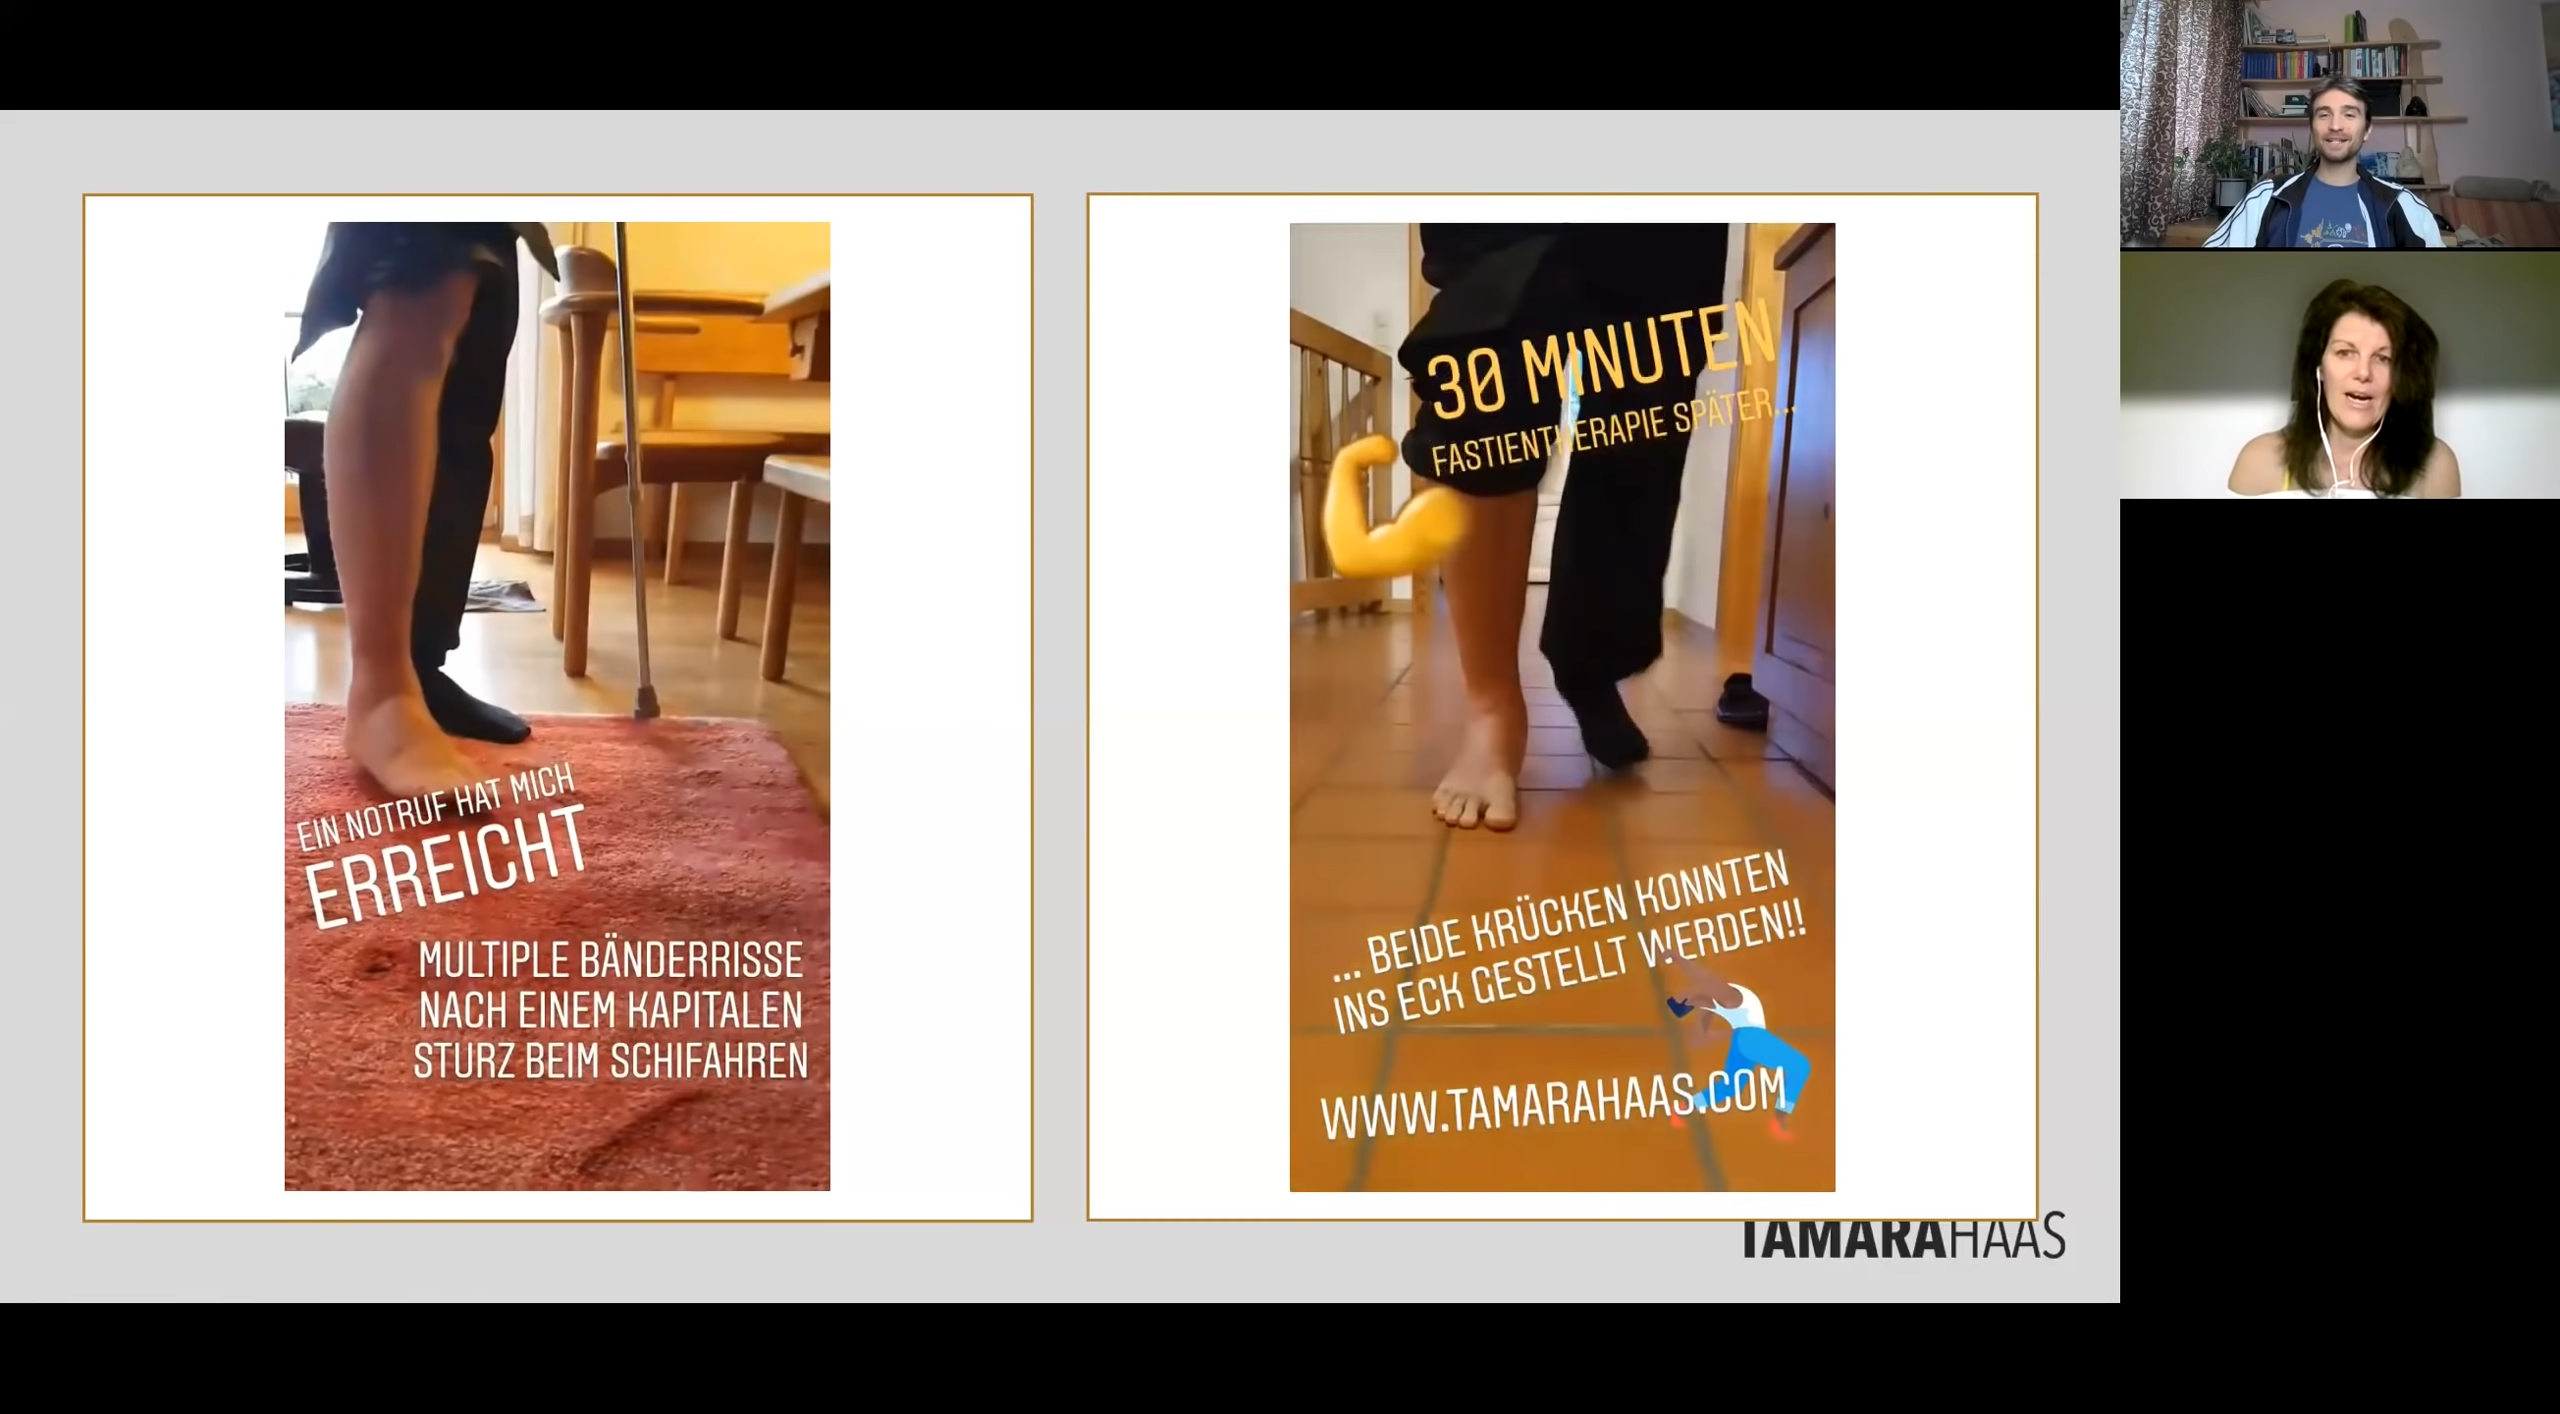 EIN NOTRUF HAT MICH
ERREICHT
MULTIPLE BÄNDERRISSE
NACH EINEM KAPITALEN
STURZ BEIM SCHIFAHREN
30 MINUTEN
FASTIENTHERAPIE SPÄTER...
... BEIDE KRÜCKEN KONNTEN
INS ECK GESTELLT WERDEN!!
WWW.TAMARAHAAS.COM
TAMARAHAAS